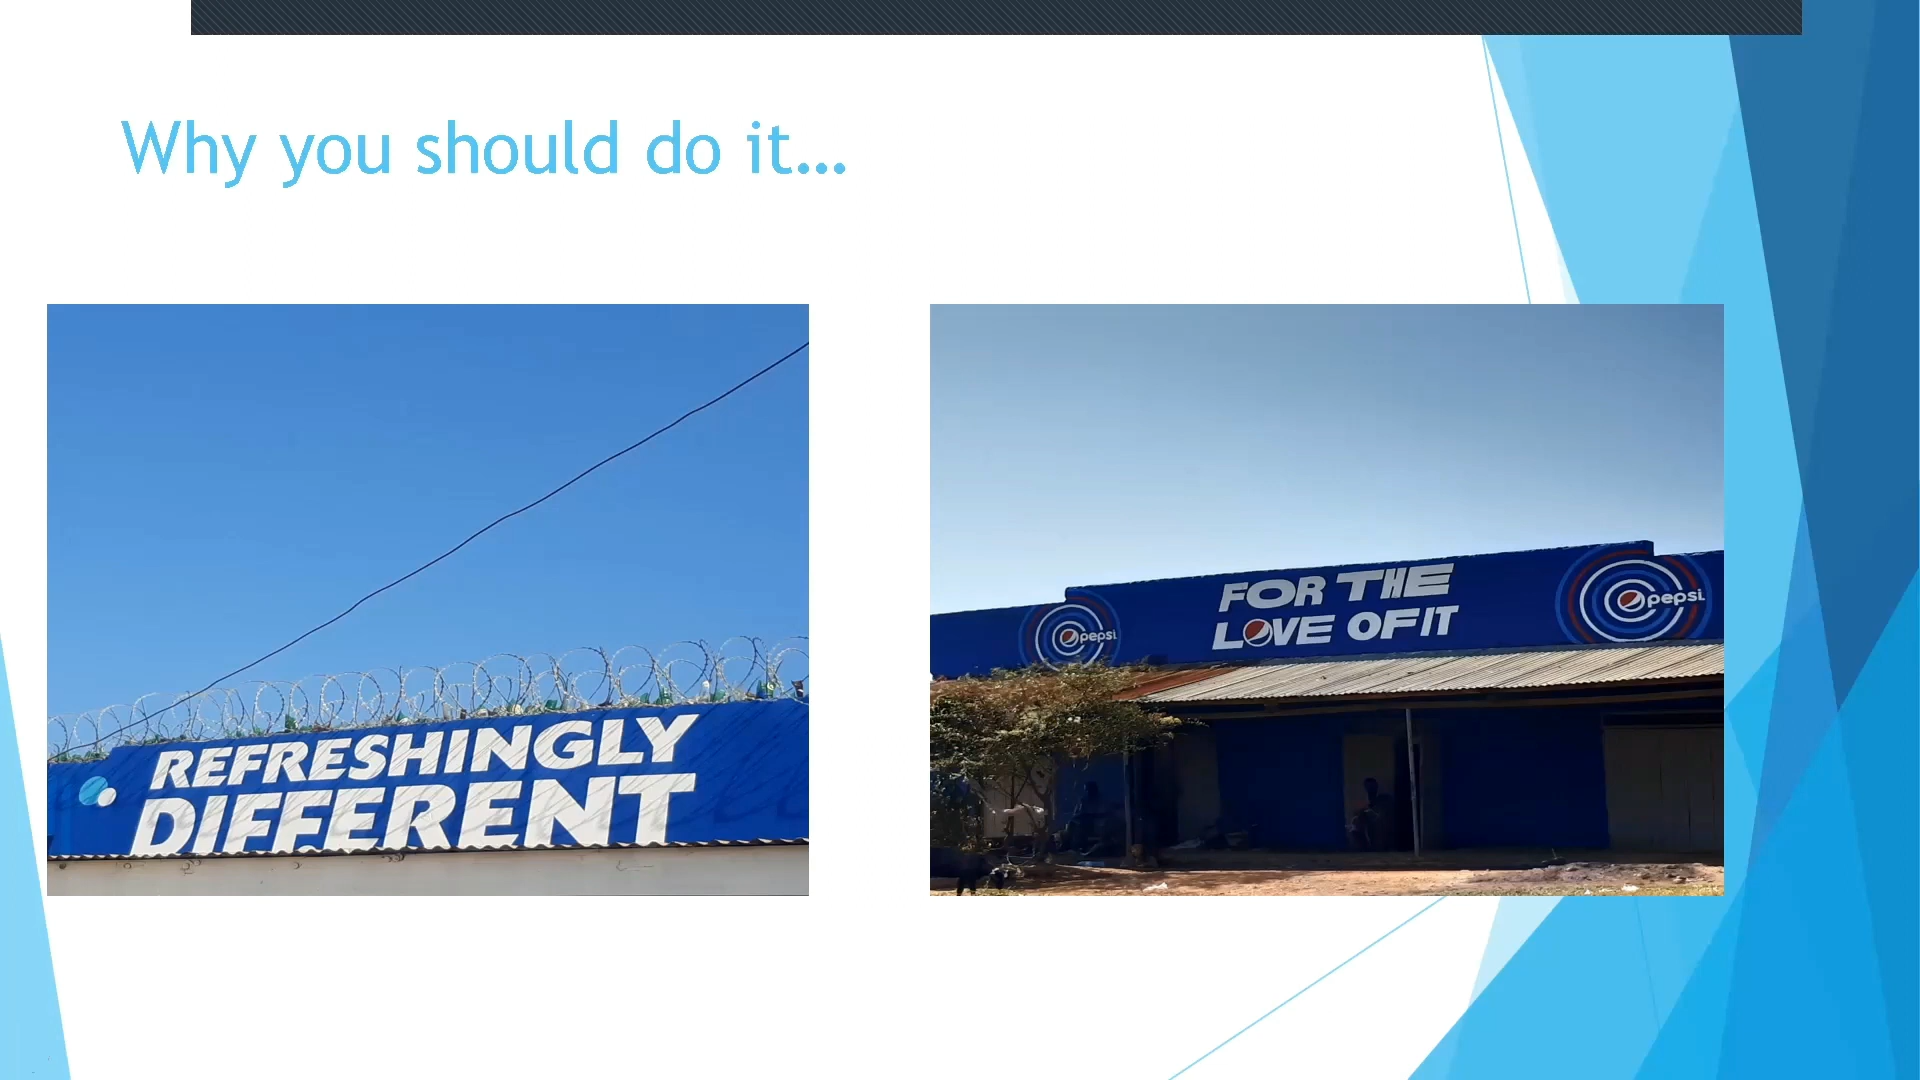 Why you should do it…
REFRESHINGLY
DIFFERENT
FOR THE
LOVE OF IT
pepsi
pepsi